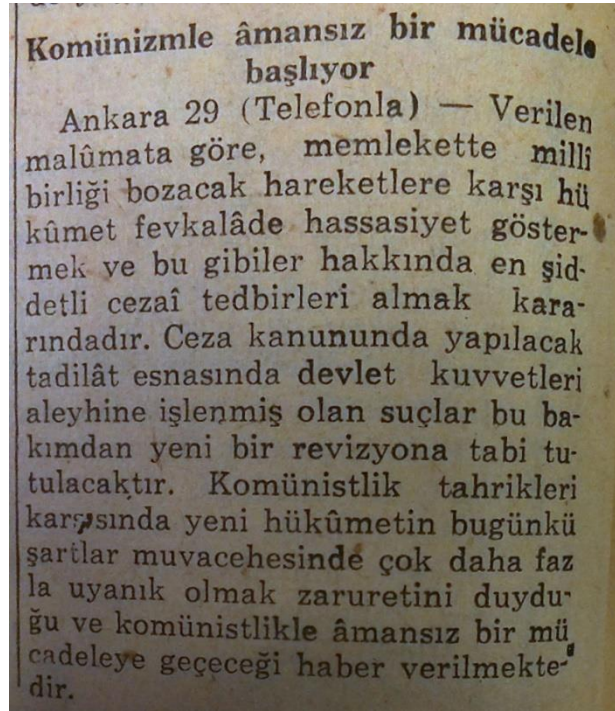 Komünizmle âmansız bir mücadele
başlıyor
Ankara 29 (Telefonla) — Verilen
malûmata göre, memlekette millî
birliği bozacak hareketlere karşı hü
kûmet fevkalâde hassasiyet göster-
mek ve bu gibiler hakkında en şid-
detli cezaî tedbirleri almak kara-
rındadır. Ceza kanununda yapılacak
tadilât esnasında devlet kuvvetleri
aleyhine işlenmiş olan suçlar bu ba-
kımdan yeni bir revizyona tabi tu-
tulacaktır. Komünistlik tahrikleri
karşısında yeni hükûmetin bugünkü
şartlar muvacehesinde çok daha faz
la uyanık olmak zaruretini duydu-
ğu ve komünistlikle âmansız bir mü
cadeleye geçeceği haber verilmekte-
dir.